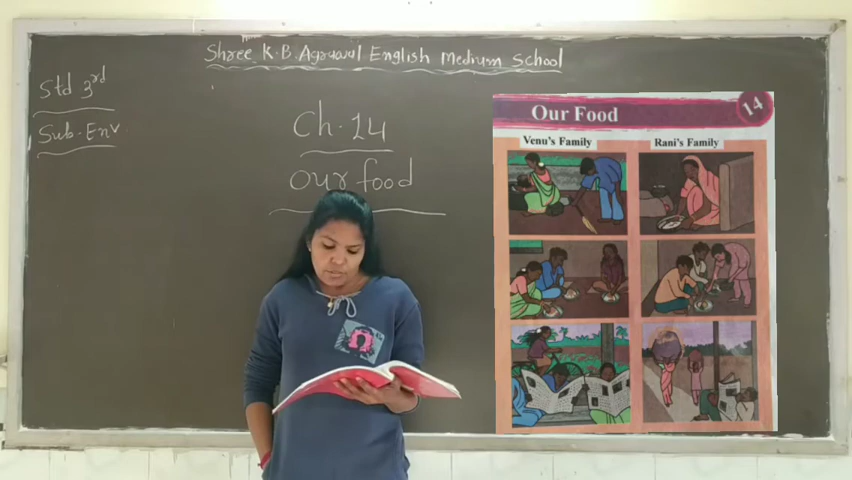 Shree K.B. Agrawal English Medium School
Std 3rd
Sub. Env
Ch. 14
Our food
Our Food
14
Venu's Family
Rani's Family